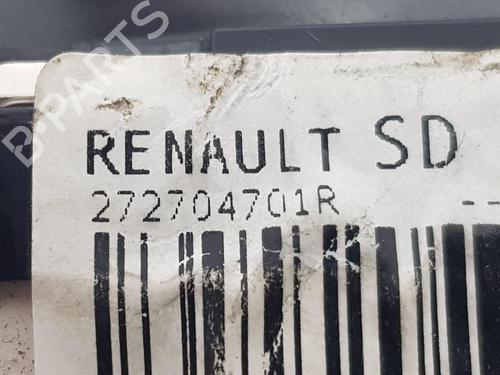 B-PARTS
RENAULT SD
272704701R --